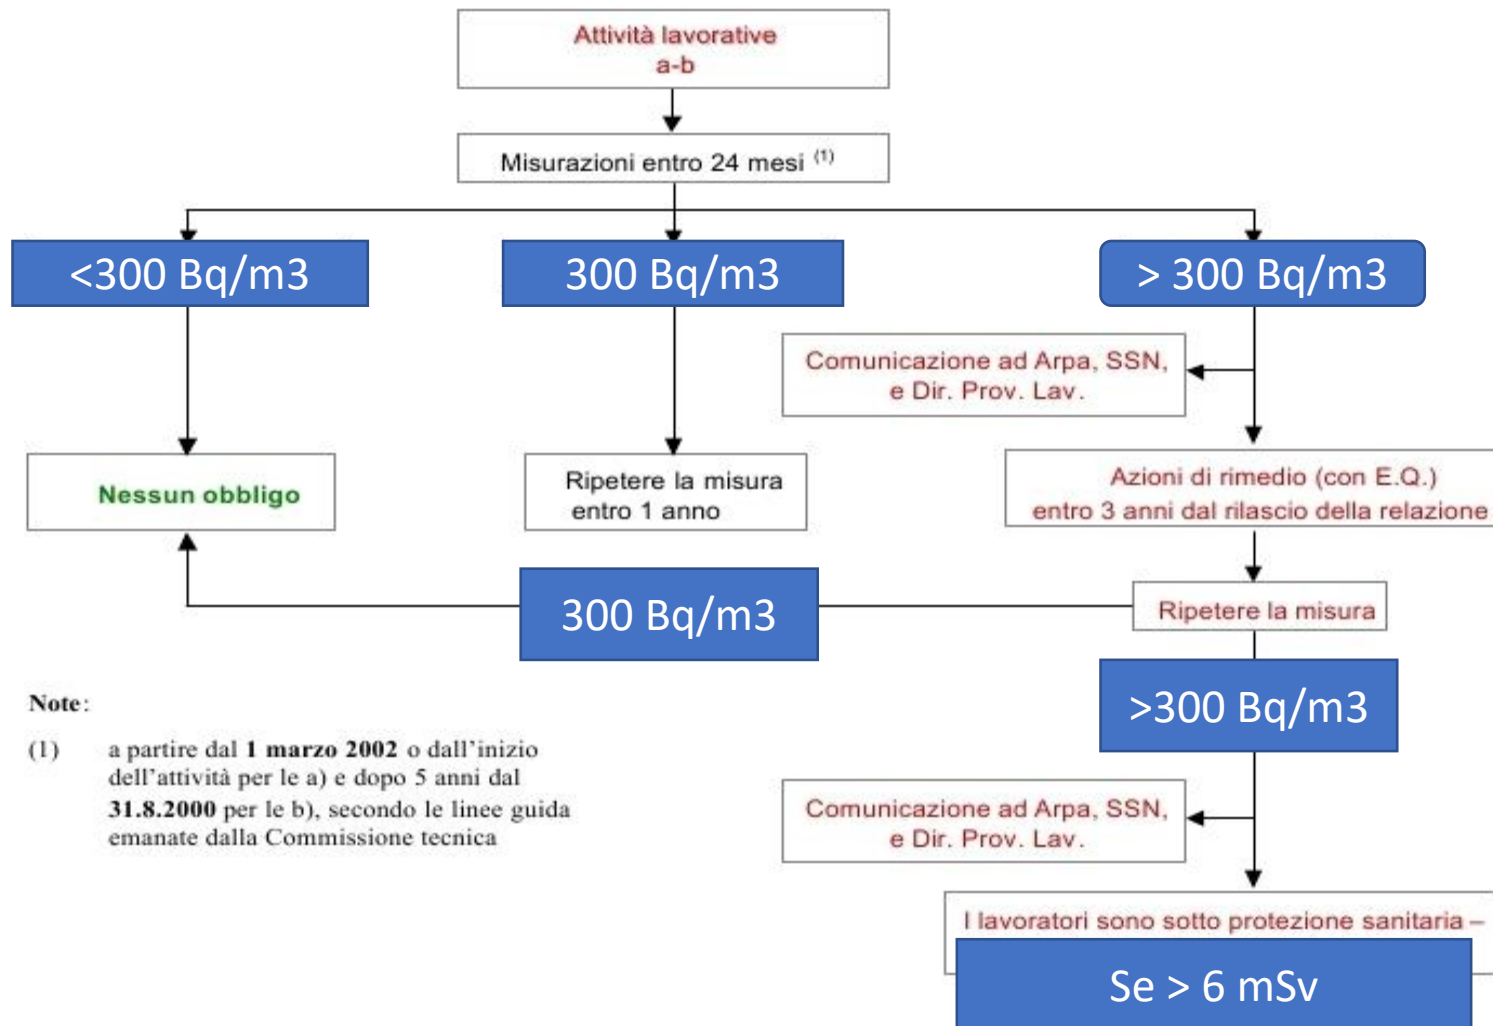 Attività lavorative
a-b
Misurazioni entro 24 mesi (1)
<300 Bq/m3
300 Bq/m3
> 300 Bq/m3
Comunicazione ad Arpa, SSN,
e Dir. Prov. Lav.
Nessun obbligo
Ripetere la misura
entro 1 anno
Azioni di rimedio (con E.Q.)
entro 3 anni dal rilascio della relazione
300 Bq/m3
Ripetere la misura
>300 Bq/m3
Note:
(1) a partire dal 1 marzo 2002 o dall'inizio
dell'attività per le a) e dopo 5 anni dal
31.8.2000 per le b), secondo le linee guida
emanate dalla Commissione tecnica
Comunicazione ad Arpa, SSN,
e Dir. Prov. Lav.
I lavoratori sono sotto protezione sanitaria –
Se > 6 mSv